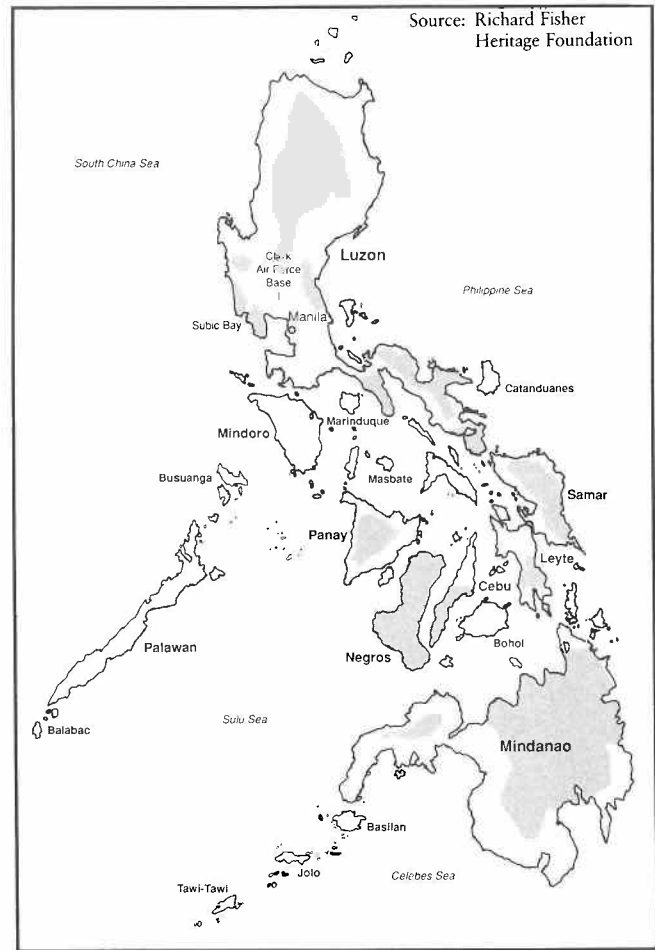 Source: Richard Fisher
Heritage Foundation
South China Sea
Luzon
Clark
Air Force
Base
Philippine Sea
Manila
Subic Bay
Catanduanes
Marinduque
Mindoro
Busuanga
Masbate
Samar
Panay
Leyte
Cebu
Palawan
Bohol
Negros
Sulu Sea
Balabac
Mindanao
Basilan
Jolo
Celebes Sea
Tawi-Tawi